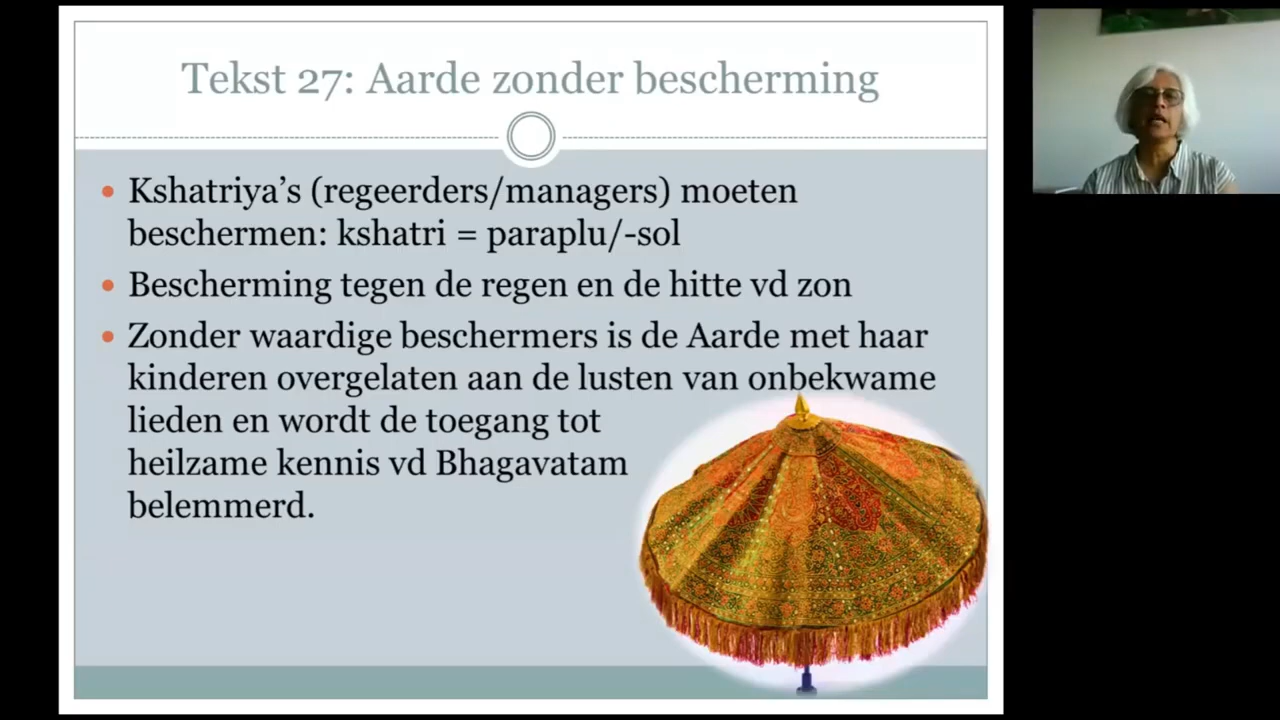 Tekst 27: Aarde zonder bescherming
Kshatriya’s (regeerders/managers) moeten
beschermen: kshatri = paraplu/-sol
Bescherming tegen de regen en de hitte vd zon
Zonder waardige beschermers is de Aarde met haar
kinderen overgelaten aan de lusten van onbekwame
lieden en wordt de toegang tot
heilzame kennis vd Bhagavatam
belemmerd.